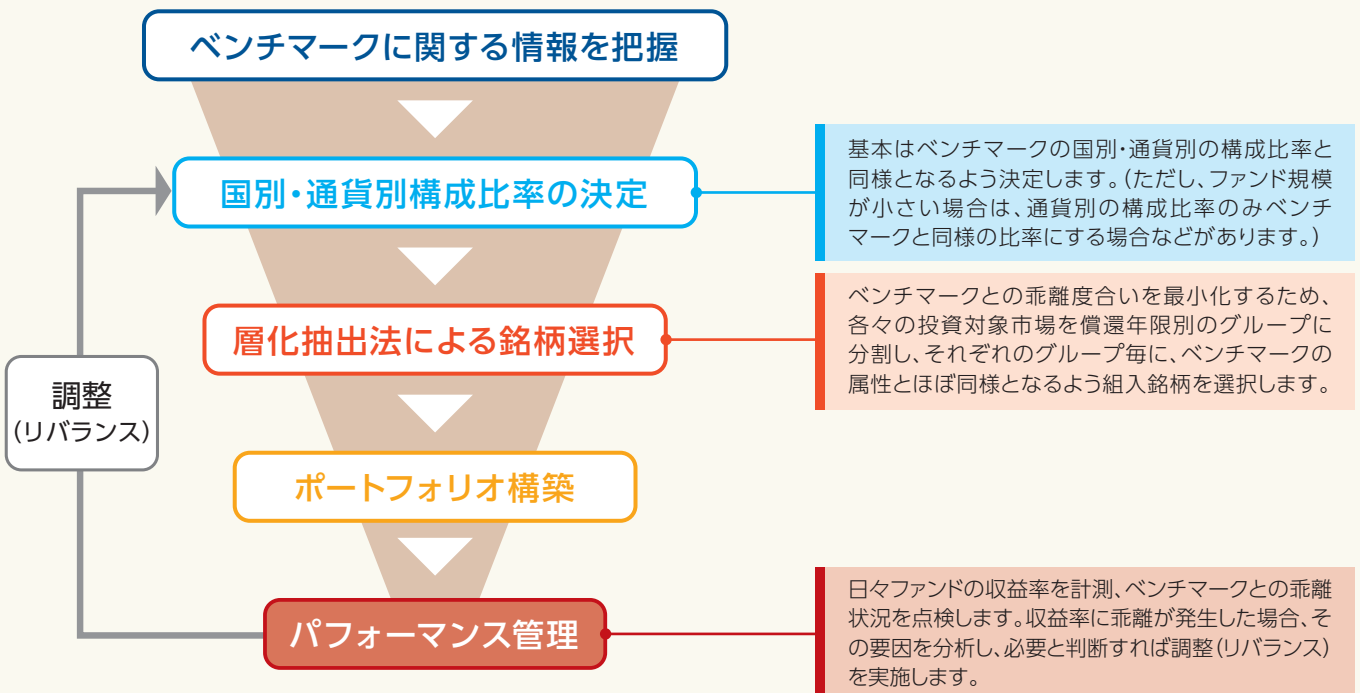 ベンチマークに関する情報を把握
国別・通貨別構成比率の決定
基本はベンチマークの国別・通貨別の構成比率と
同様となるよう決定します。(ただし、ファンド規模
が小さい場合は、通貨別の構成比率のみベンチ
マークと同様の比率にする場合などがあります。)
層化抽出法による銘柄選択
ベンチマークとの乖離度合いを最小化するため、
各々の投資対象市場を償還年限別のグループに
分割し、それぞれのグループ毎に、ベンチマークの
属性とほぼ同様となるよう組入銘柄を選択します。
調整
(リバランス)
ポートフォリオ構築
パフォーマンス管理
日々ファンドの収益率を計測、ベンチマークとの乖離
状況を点検します。収益率に乖離が発生した場合、そ
の要因を分析し、必要と判断すれば調整(リバランス)
を実施します。